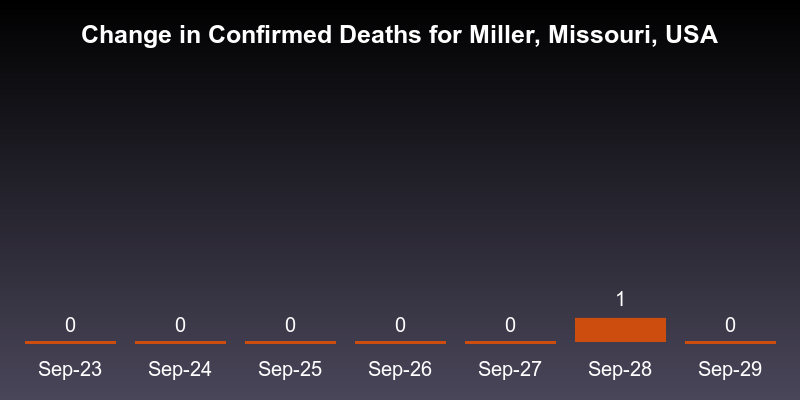 Change in Confirmed Deaths for Miller, Missouri, USA
0 0 0 0 0 1 0
Sep-23 Sep-24 Sep-25 Sep-26 Sep-27 Sep-28 Sep-29